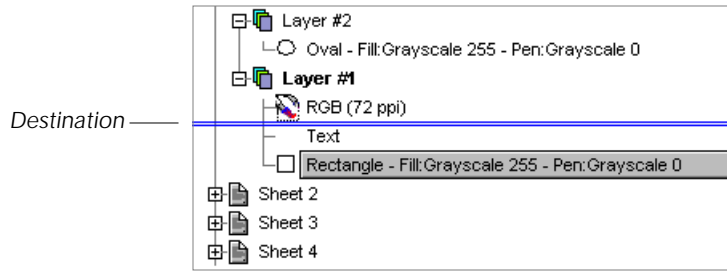 Layer #2
Oval - Fill:Grayscale 255 - Pen:Grayscale 0
Layer #1
RGB (72 ppi)
Destination
Text
Rectangle - Fill:Grayscale 255 - Pen:Grayscale 0
Sheet 2
Sheet 3
Sheet 4